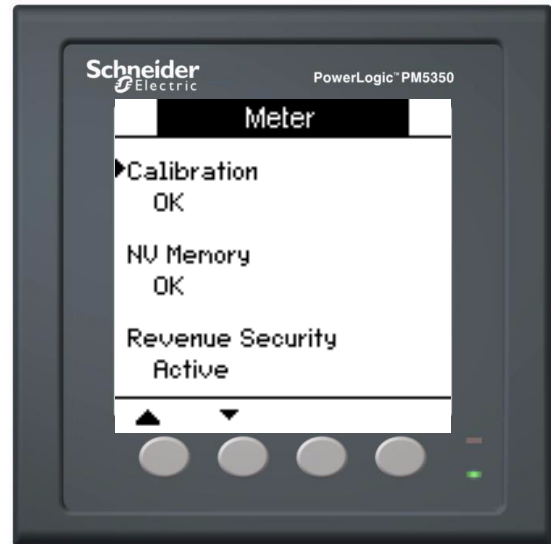 Schneider
Electric
PowerLogic™ PM5350
Meter
Calibration
OK
NV Memory
OK
Revenue Security
Active